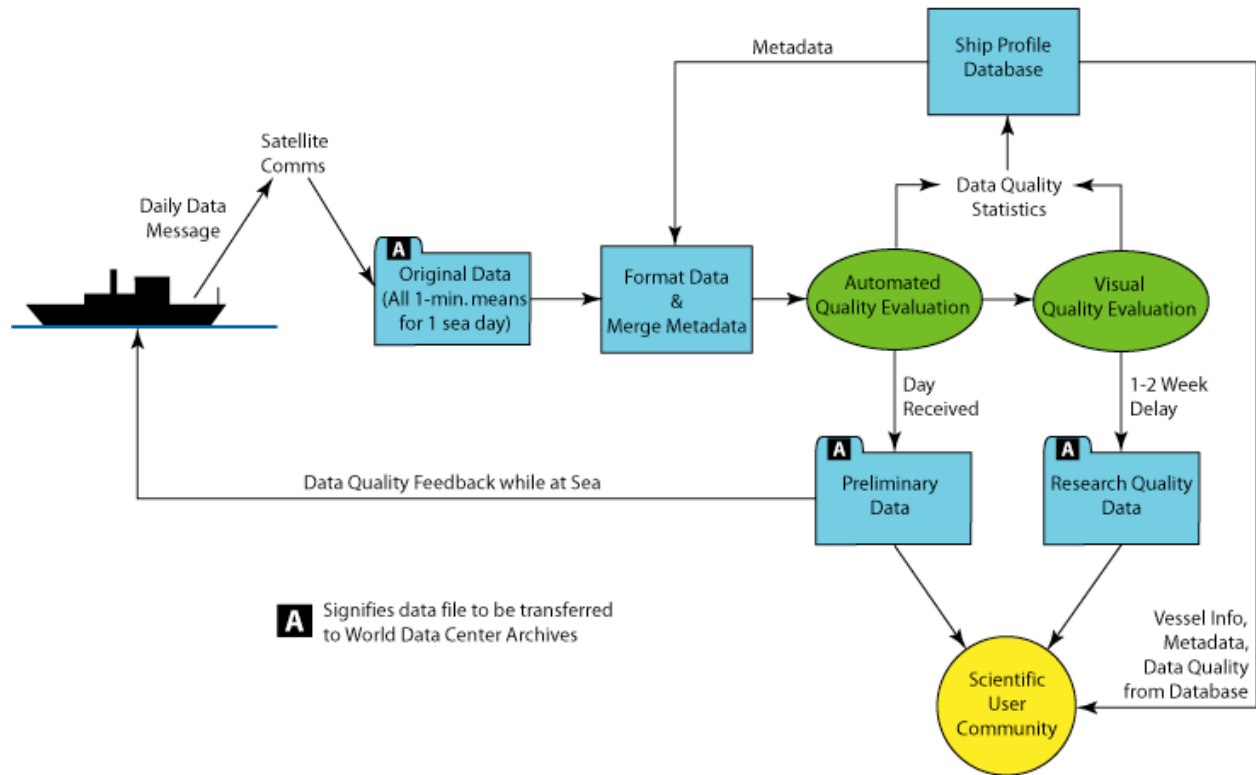 Metadata
Ship Profile
Database
Satellite
Comms
Daily Data
Message
Data Quality
Statistics
A
Original Data
(All 1-min. means
for 1 sea day)
Format Data
&
Merge Metadata
Automated
Quality Evaluation
Visual
Quality Evaluation
Day
Received
1-2 Week
Delay
A
Preliminary
Data
A
Research Quality
Data
Data Quality Feedback while at Sea
A
Signifies data file to be transferred
to World Data Center Archives
Vessel Info,
Metadata,
Data Quality
from Database
Scientific
User
Community